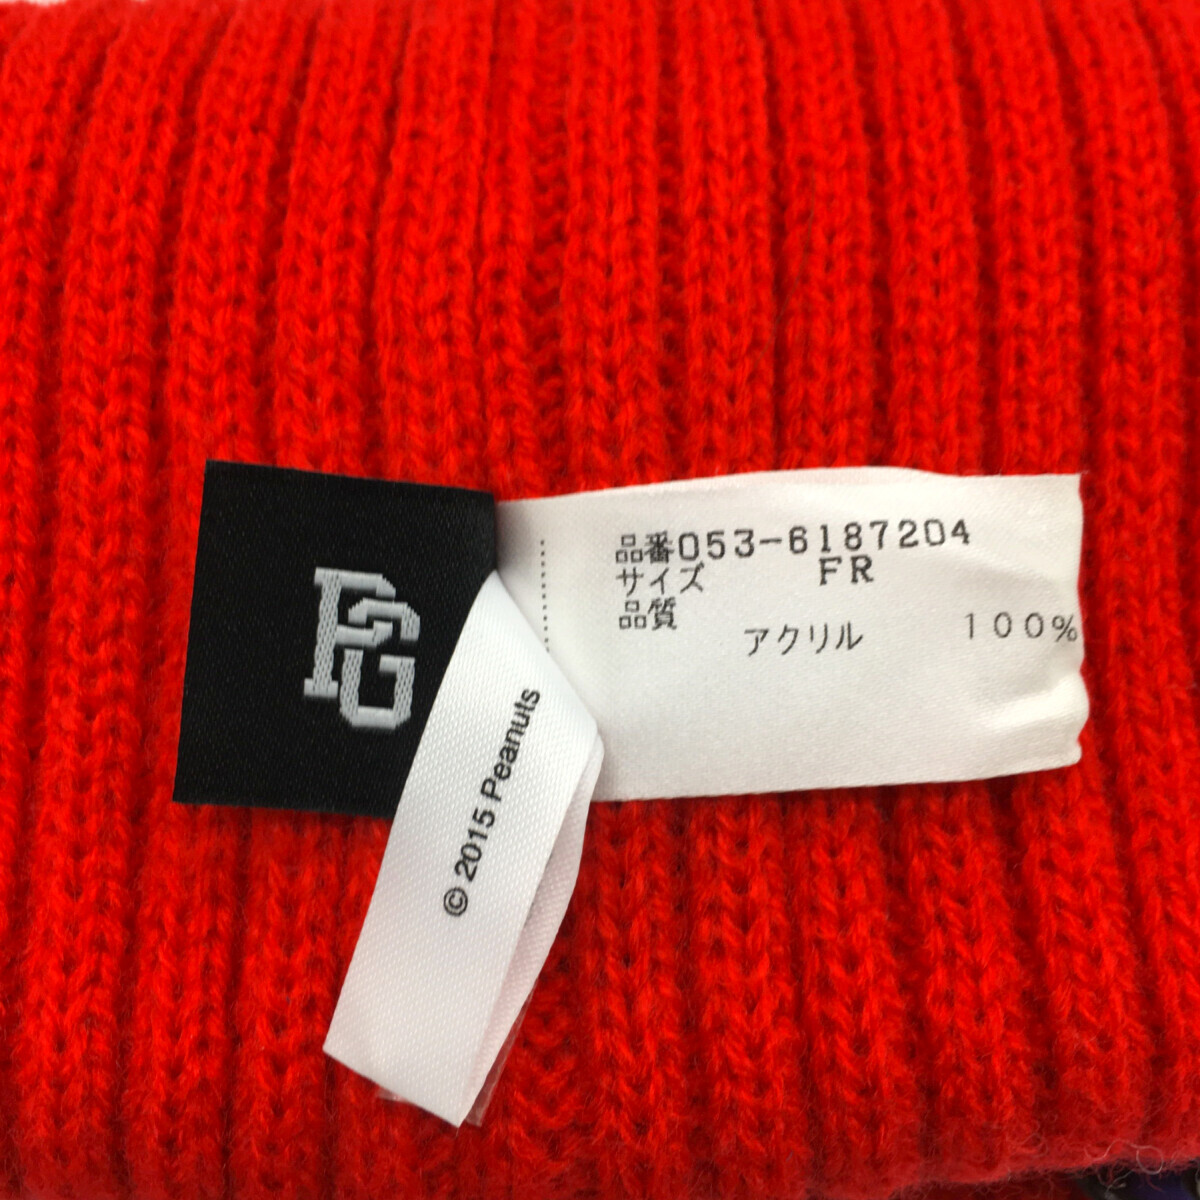 PG
品番053-6187204
サイズ FR
品質
アクリル 100%
© 2015 Peanuts